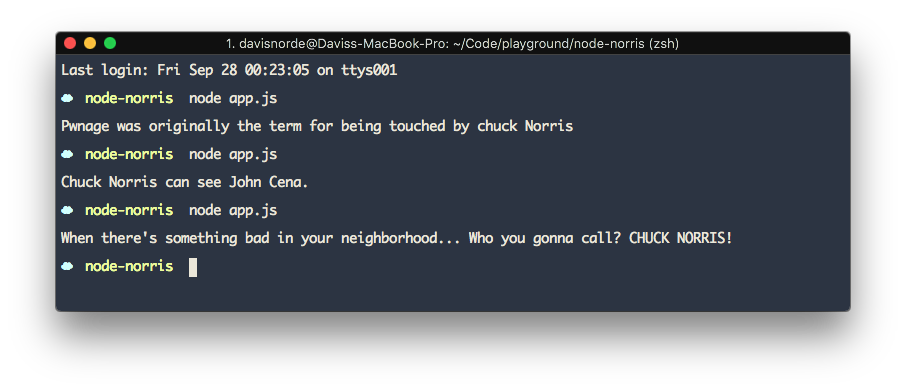 1. davisnorde@Daviss-MacBook-Pro: ~/Code/playground/node-norris (zsh)
Last login: Fri Sep 28 00:23:05 on ttys001
node-norris node app.js
Pwnage was originally the term for being touched by chuck Norris
node-norris node app.js
Chuck Norris can see John Cena.
node-norris node app.js
When there's something bad in your neighborhood... Who you gonna call? CHUCK NORRIS!
node-norris